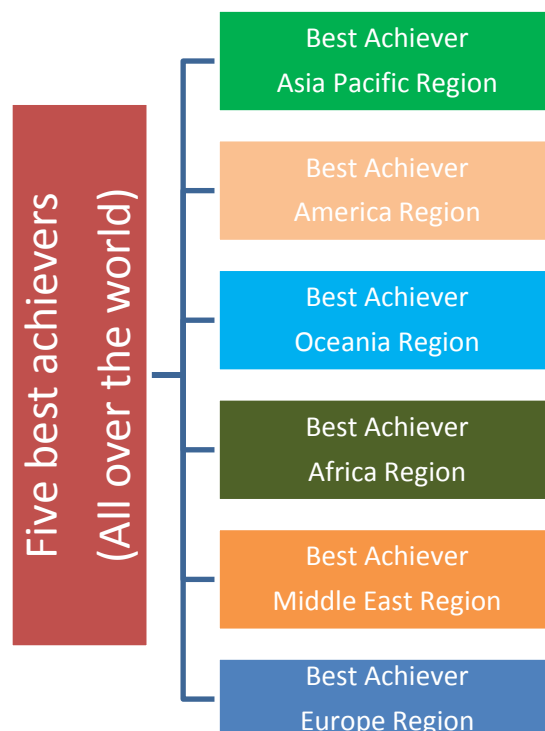 Five best achievers
(All over the world)
Best Achiever
Asia Pacific Region
Best Achiever
America Region
Best Achiever
Oceania Region
Best Achiever
Africa Region
Best Achiever
Middle East Region
Best Achiever
Europe Region